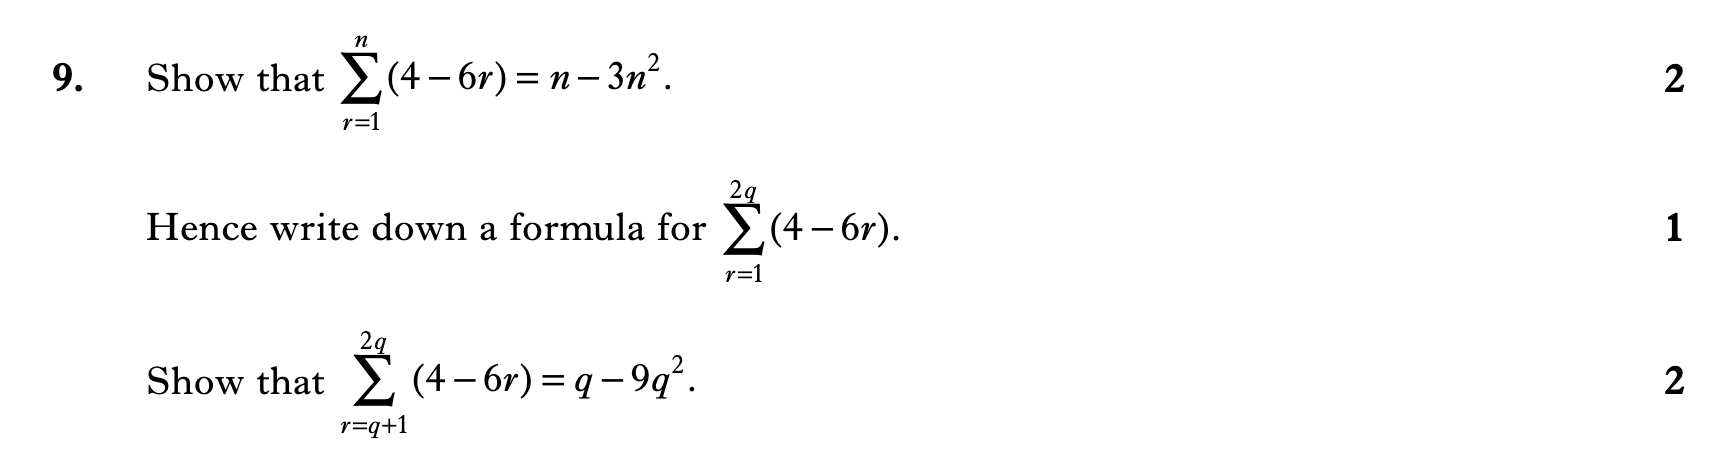 9. Show that $\sum_{r=1}^{n}(4-6r)=n-3n^2$. 2
Hence write down a formula for $\sum_{r=1}^{2q}(4-6r)$. 1
Show that $\sum_{r=q+1}^{2q}(4-6r)=q-9q^2$. 2